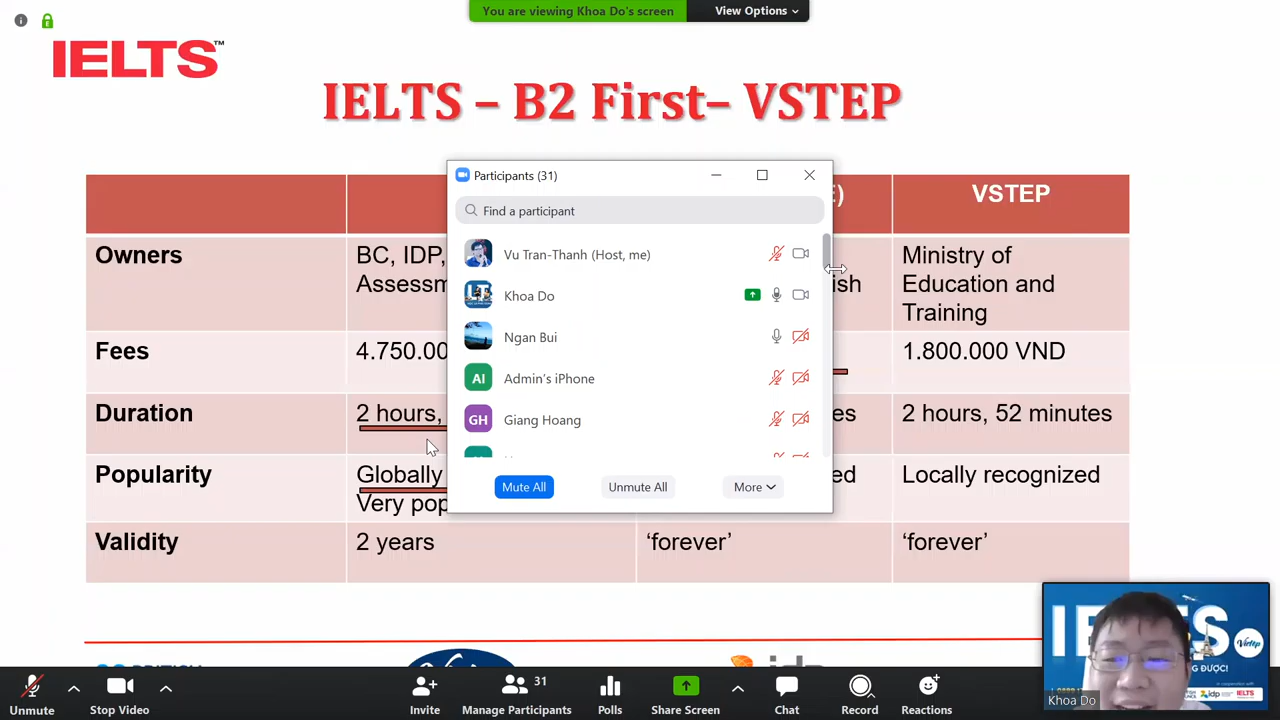 You are viewing Khoa Do's screen
View Options
IELTS™
IELTS – B2 First– VSTEP
VSTEP
Owners
BC, IDP,
Ministry of
Education and
Training
Fees
4.750.00
1.800.000 VND
Duration
2 hours,
2 hours, 52 minutes
Popularity
Globally
Very pop
Locally recognized
Validity
2 years
‘forever’
‘forever’
Participants (31)
Find a participant
Vu Tran-Thanh (Host, me)
Khoa Do
Ngan Bui
AI
Admin’s iPhone
GH
Giang Hoang
Mute All
Unmute All
More
IELTS
Khoa Do
Unmute
Stop Video
Invite
31
Manage Participants
Polls
Share Screen
Chat
Record
Reactions